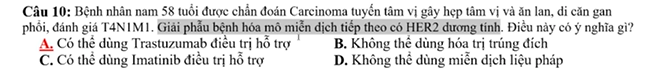 Câu 10: Bệnh nhân nam 58 tuổi được chẩn đoán Carcinoma tuyến tâm vị gây hẹp tâm vị và ăn lan, di căn gan
phổi, đánh giá T4N1M1. Giải phẫu bệnh hóa mô miễn dịch tiếp theo có HER2 dương tính. Điều này có ý nghĩa gì?
A. Có thể dùng Trastuzumab điều trị hỗ trợ B. Không thể dùng hóa trị trúng đích
C. Có thể dùng Imatinib điều trị hỗ trợ D. Không thể dùng miễn dịch liệu pháp